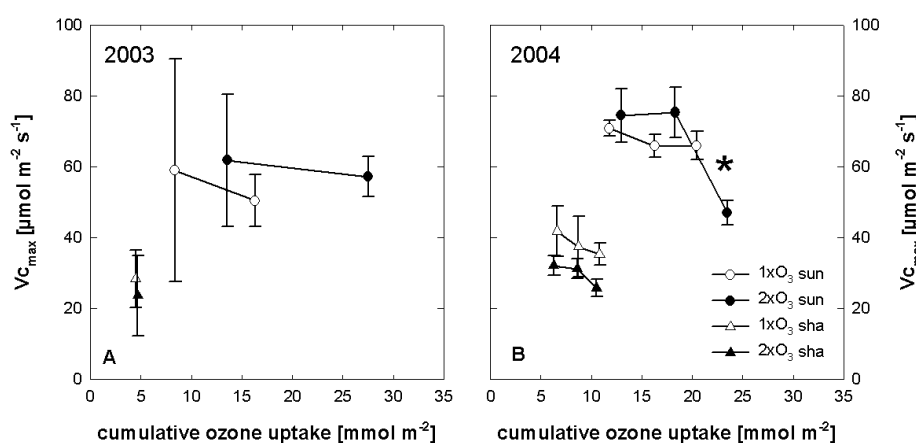 2003
2004
100
80
60
40
20
0
Vc_max [µmol m⁻² s⁻¹]
A
0 5 10 15 20 25 30 35
cumulative ozone uptake [mmol m⁻²]
*
1xO₃ sun
2xO₃ sun
1xO₃ sha
2xO₃ sha
B
0 5 10 15 20 25 30 35
cumulative ozone uptake [mmol m⁻²]
100
80
60
40
20
0
Vc_max [µmol m⁻² s⁻¹]